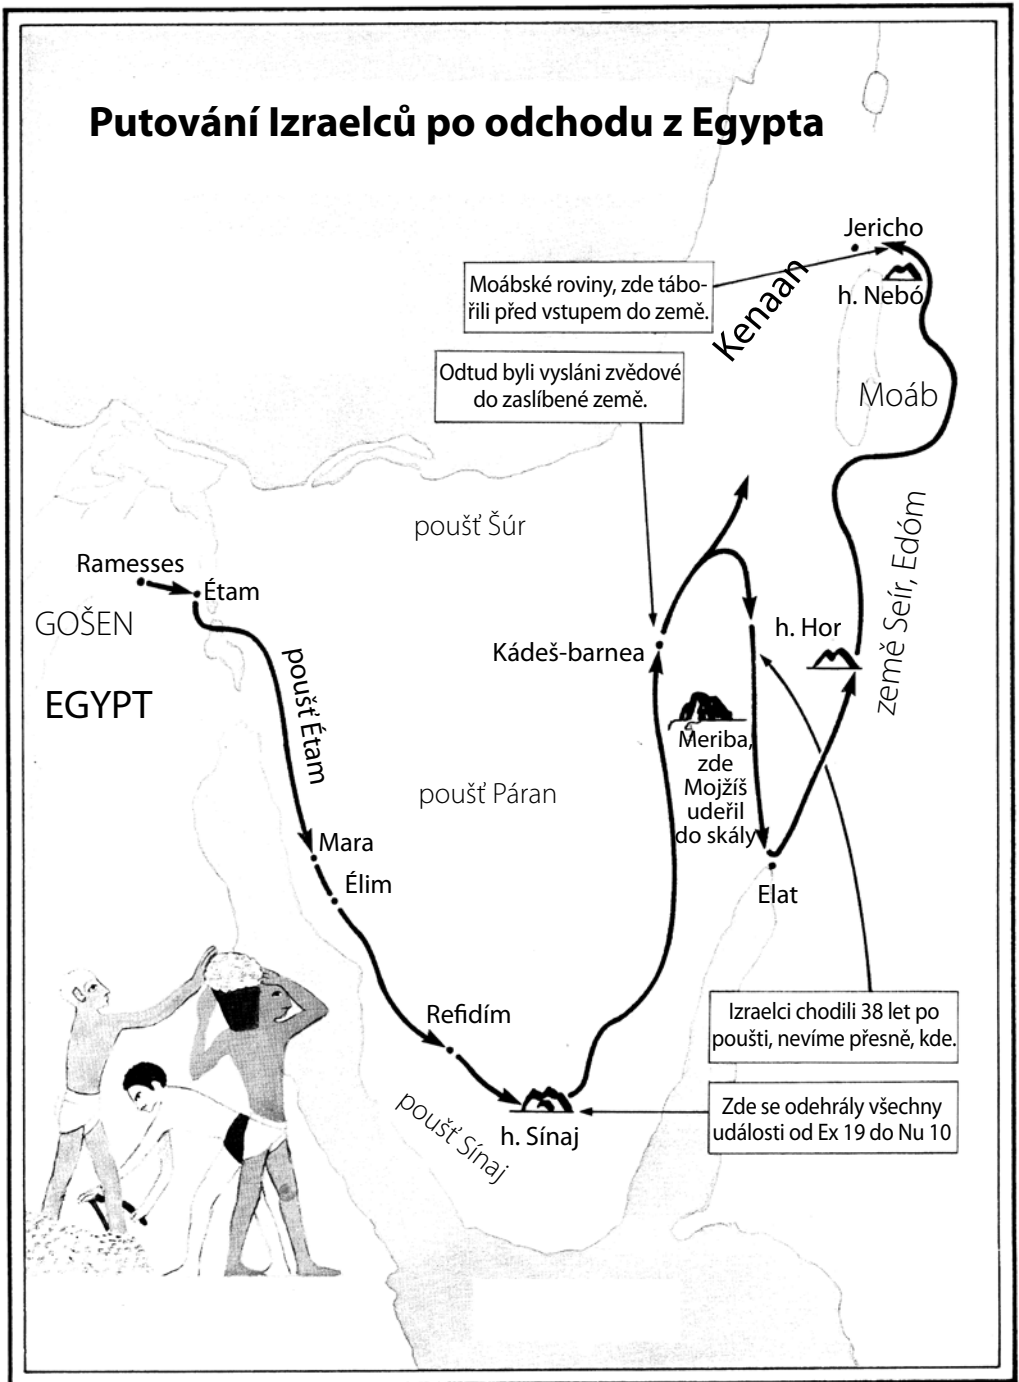 Putování Izraelců po odchodu z Egypta
Jericho
Moábské roviny, zde tábo-
řili před vstupem do země.
Kenaan
h. Nebó
Odtud byli vysláni zvědové
do zaslíbené země.
Moáb
poušť Šúr
Ramesses
Étam
GOŠEN
země Seír, Edóm
h. Hor
Kádeš-barnea
EGYPT
poušť Étam
Meriba,
zde
Mojžíš
udeřil
do skály
poušť Páran
Mara
Élim
Elat
Refidím
Izraelci chodili 38 let po
poušti, nevíme přesně, kde.
poušť Sínaj
h. Sínaj
Zde se odehrály všechny
události od Ex 19 do Nu 10